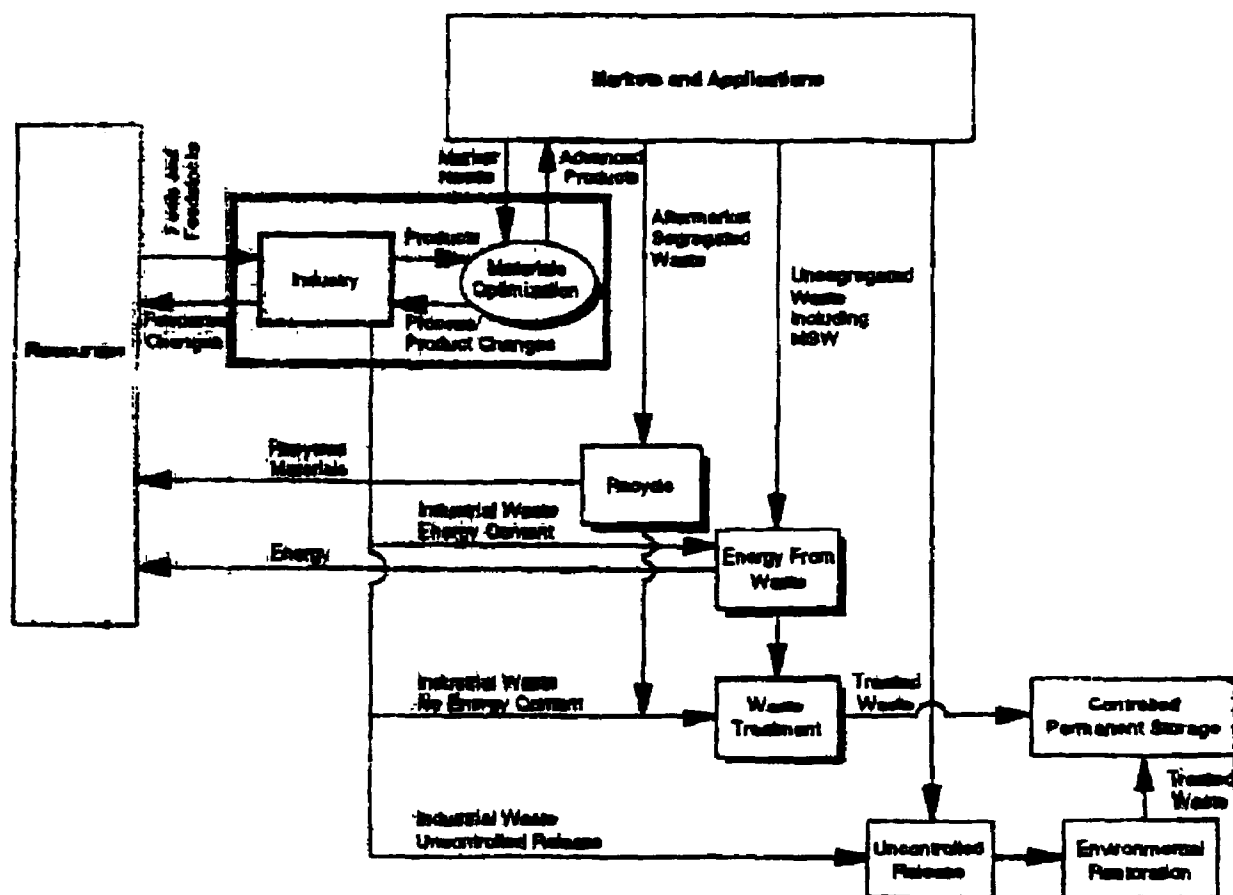 Markets and Applications
Fuels and
Feedstocks
Market
Needs
Advanced
Products
Aftermarket
Segregated
Waste
Unsegregated
Waste
Including
MSW
Products
Industry
Materials
Optimization
Process/
Product Changes
Resource
Changes
Resources
Recycled
Materials
Recycle
Industrial Waste
Energy Content
Energy
Energy From
Waste
Industrial Waste
No Energy Content
Waste
Treatment
Treated
Waste
Controlled
Permanent Storage
Treated
Waste
Industrial Waste
Uncontrolled Release
Uncontrolled
Release
Environmental
Restoration